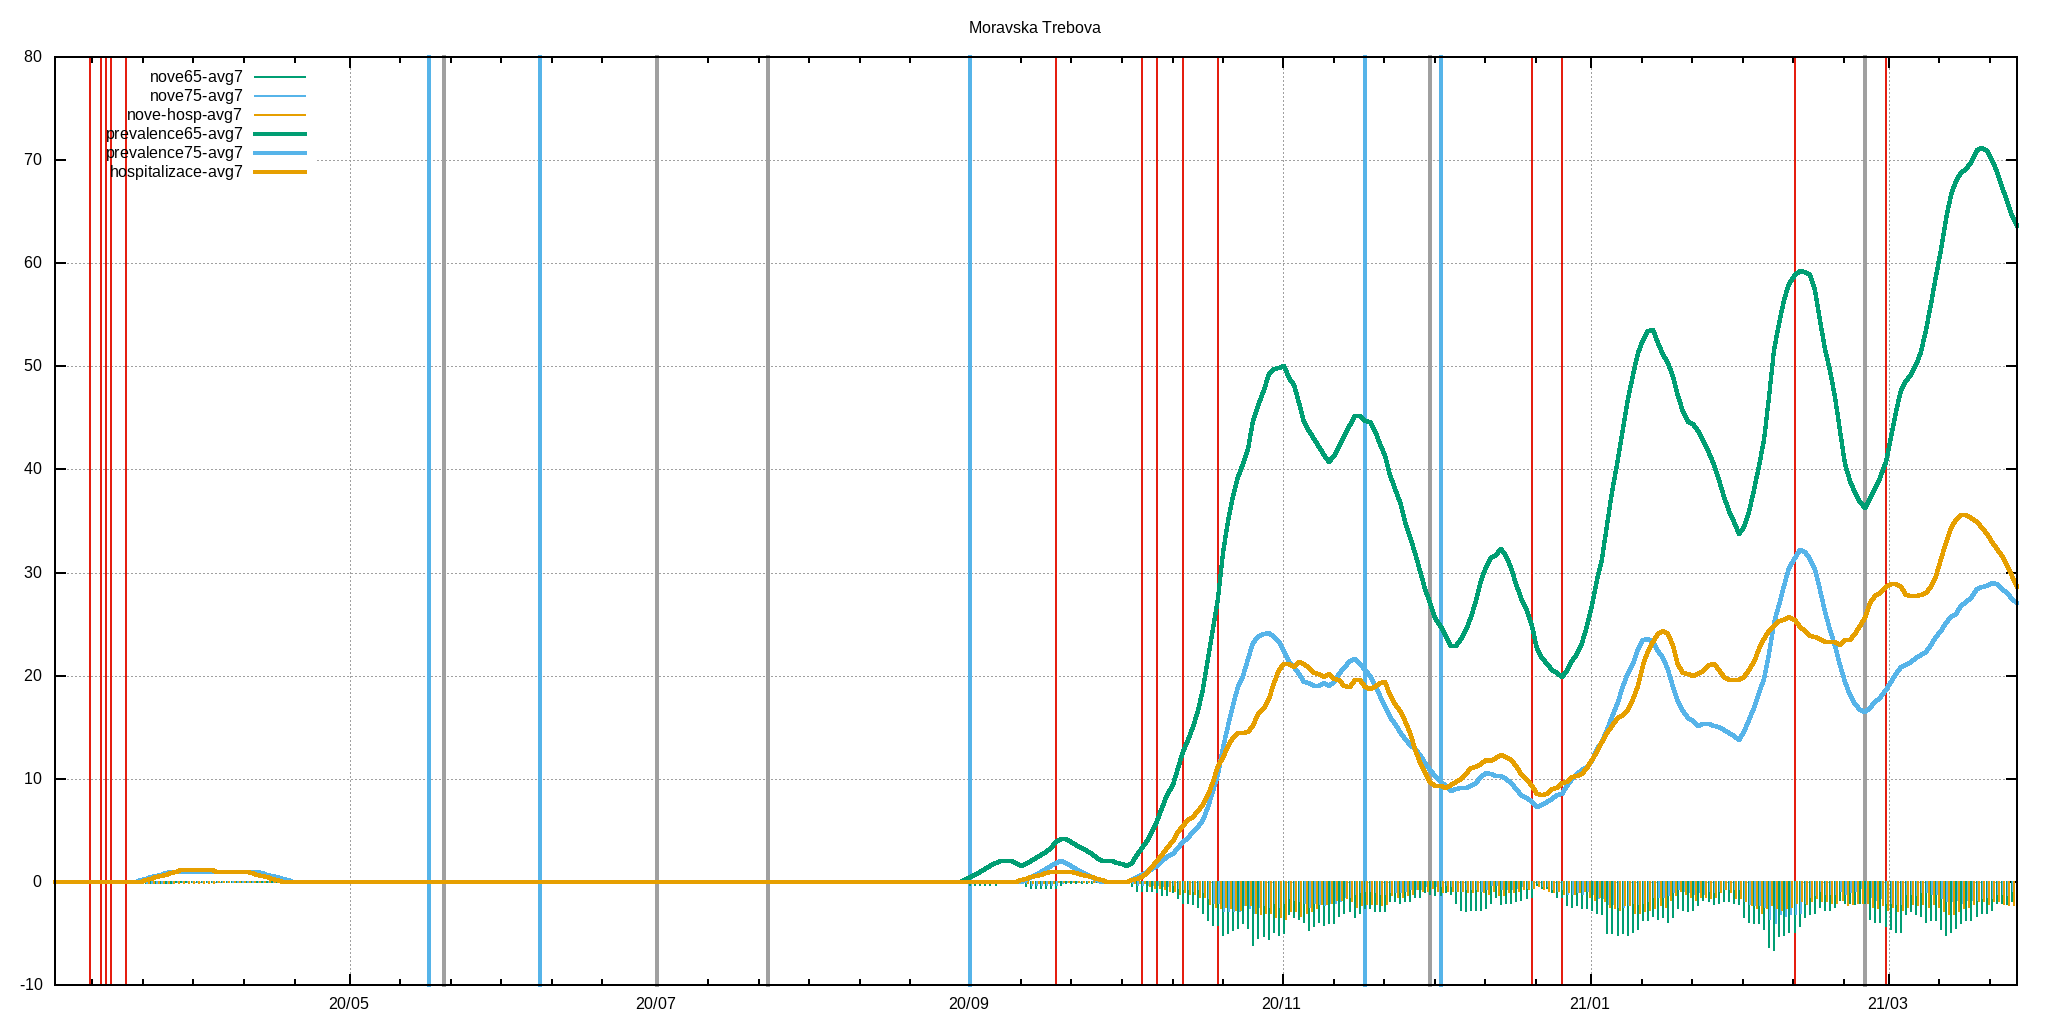 Moravska Trebova
80
70
60
50
40
30
20
10
0
-10
nove65-avg7
nove75-avg7
nove-hosp-avg7
prevalence65-avg7
prevalence75-avg7
hospitalizace-avg7
20/05 20/07 20/09 20/11 21/01 21/03